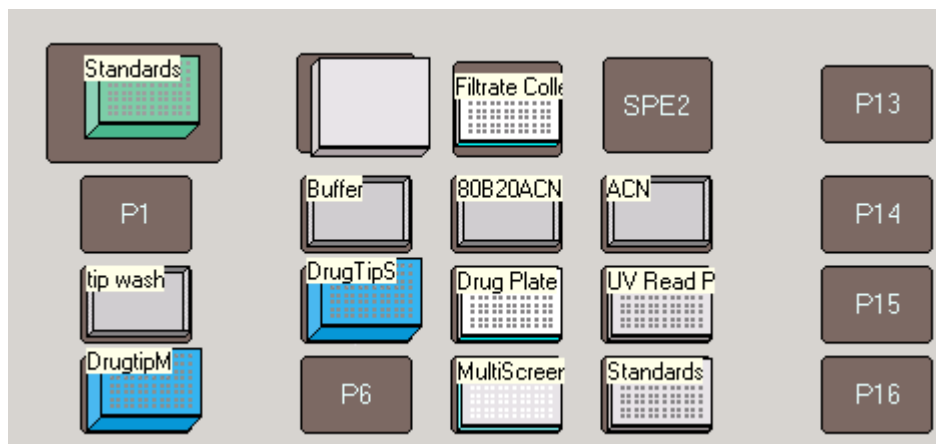 Standards
Filtrate Colle
SPE2
P13
P1
Buffer
80B20ACN
ACN
P14
tip wash
DrugTipS
Drug Plate
UV Read P
P15
DrugtipM
P6
MultiScreen
Standards
P16